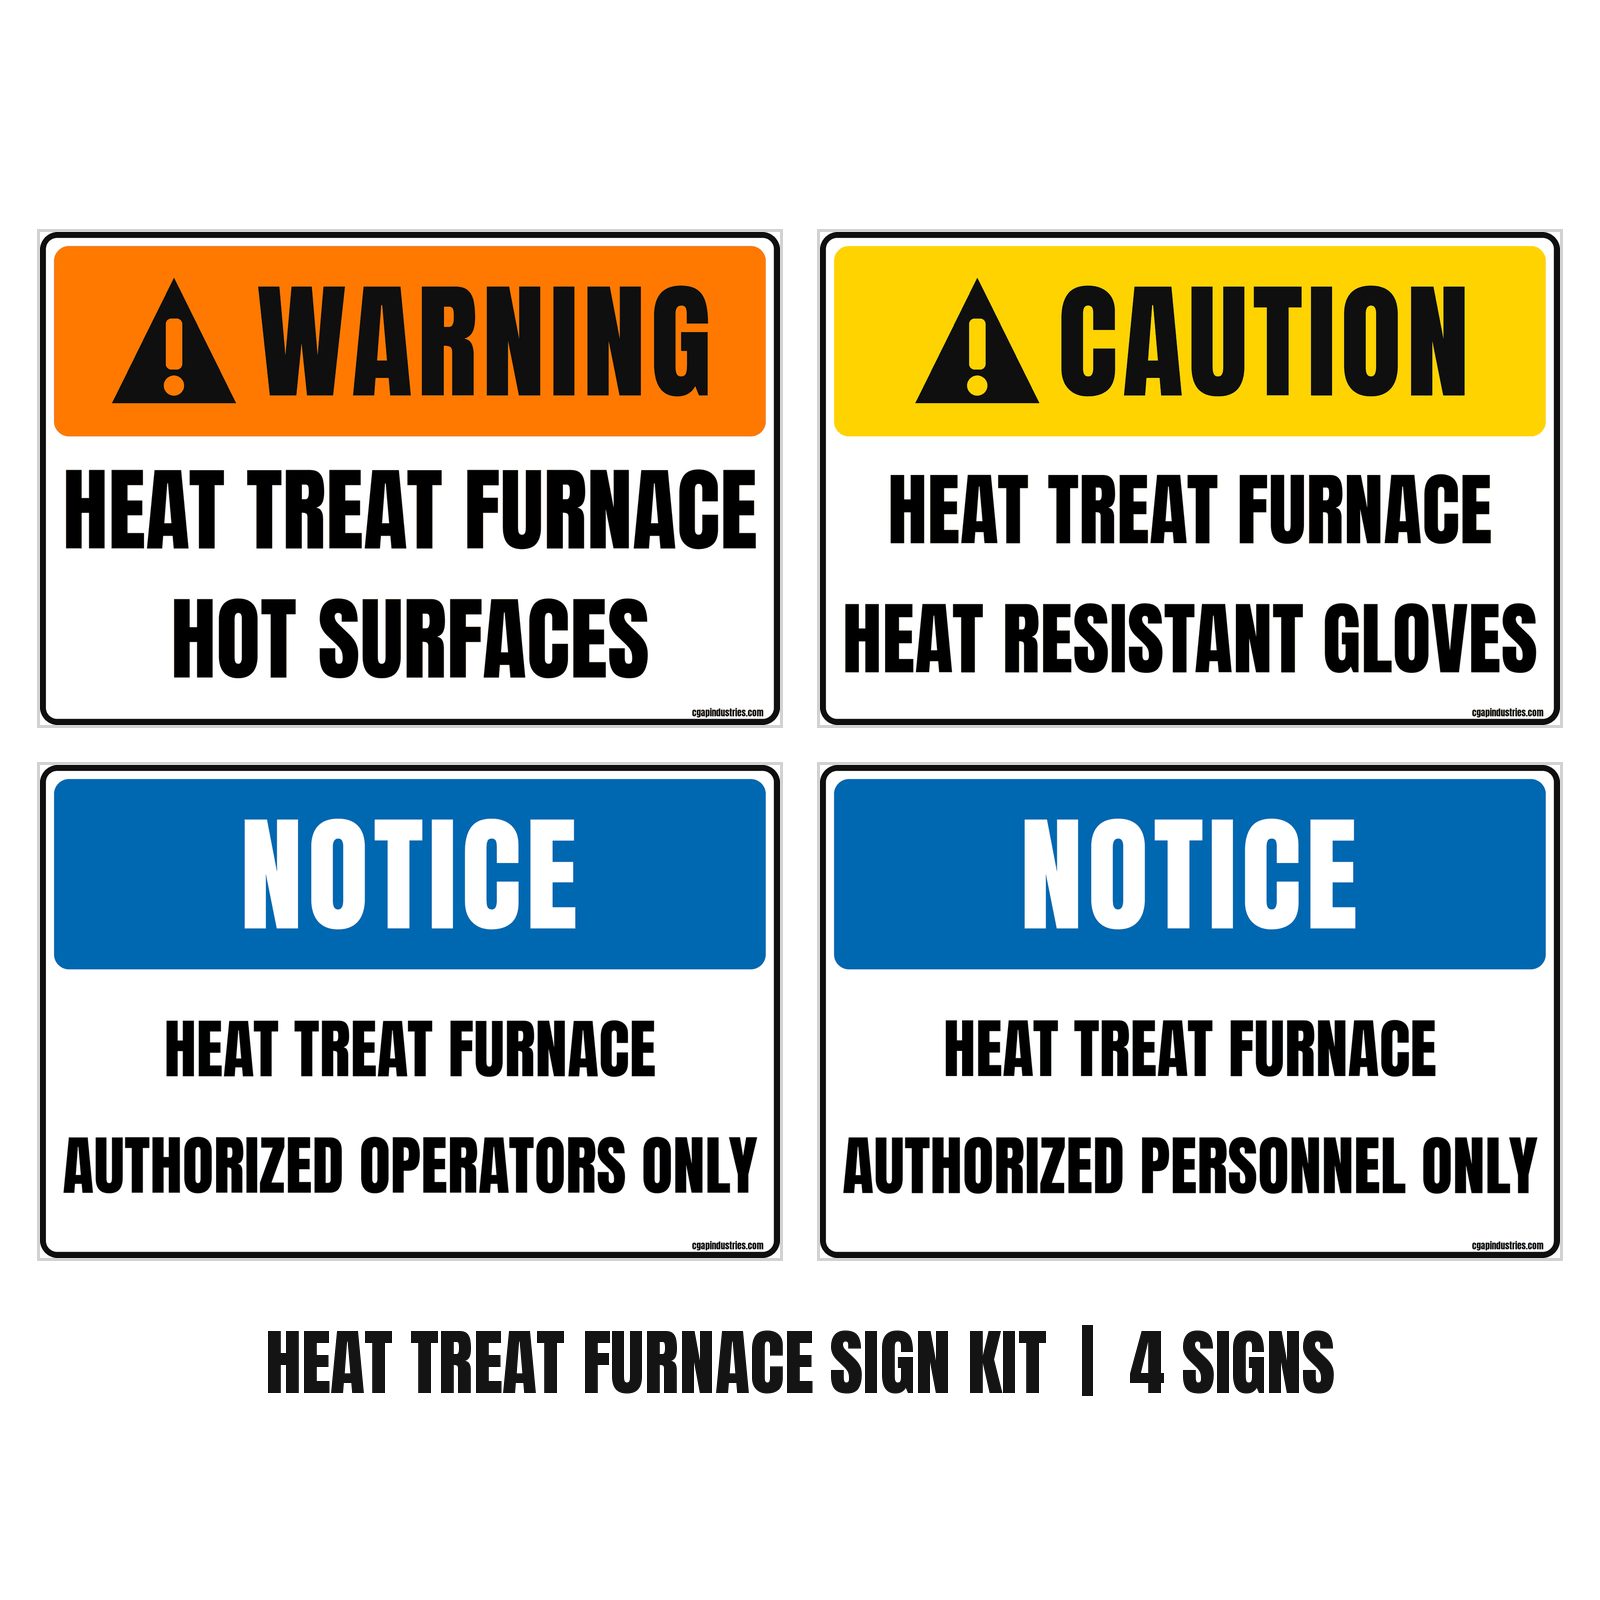 WARNING
HEAT TREAT FURNACE
HOT SURFACES
cgapindustries.com
CAUTION
HEAT TREAT FURNACE
HEAT RESISTANT GLOVES
cgapindustries.com
NOTICE
HEAT TREAT FURNACE
AUTHORIZED OPERATORS ONLY
cgapindustries.com
NOTICE
HEAT TREAT FURNACE
AUTHORIZED PERSONNEL ONLY
cgapindustries.com
HEAT TREAT FURNACE SIGN KIT | 4 SIGNS